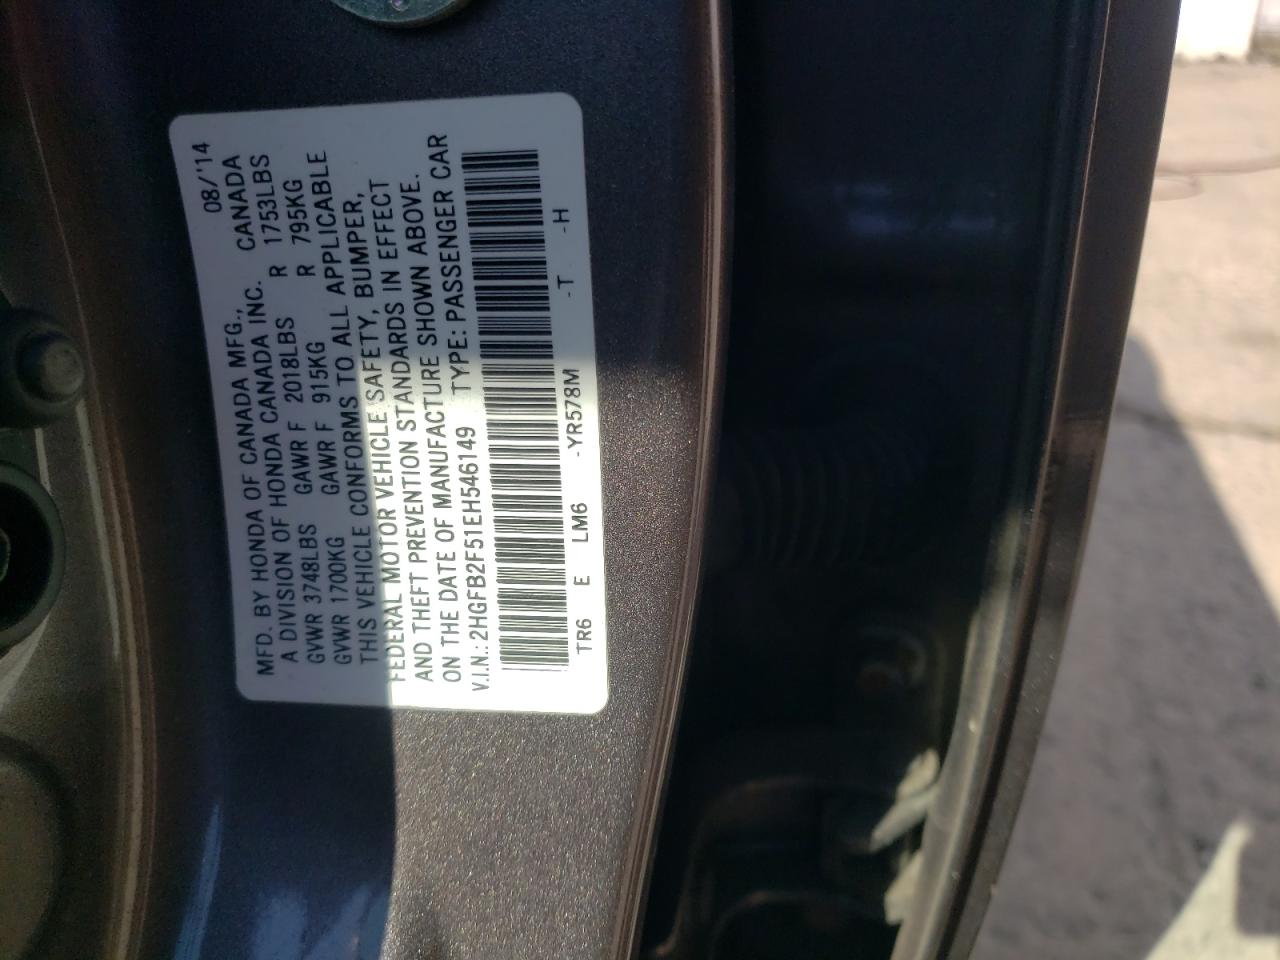 MFD. BY HONDA OF CANADA MFG., 08/'14
A DIVISION OF HONDA CANADA INC. CANADA
GVWR 3748LBS GAWR F 2018LBS R 1753LBS
GVWR 1700KG GAWR F 915KG R 795KG
THIS VEHICLE CONFORMS TO ALL APPLICABLE
FEDERAL MOTOR VEHICLE SAFETY, BUMPER,
AND THEFT PREVENTION STANDARDS IN EFFECT
ON THE DATE OF MANUFACTURE SHOWN ABOVE.
V.I.N.: 2HGFB2F51EH546149 TYPE: PASSENGER CAR
TR6 E LM6 -YR578M -T -H